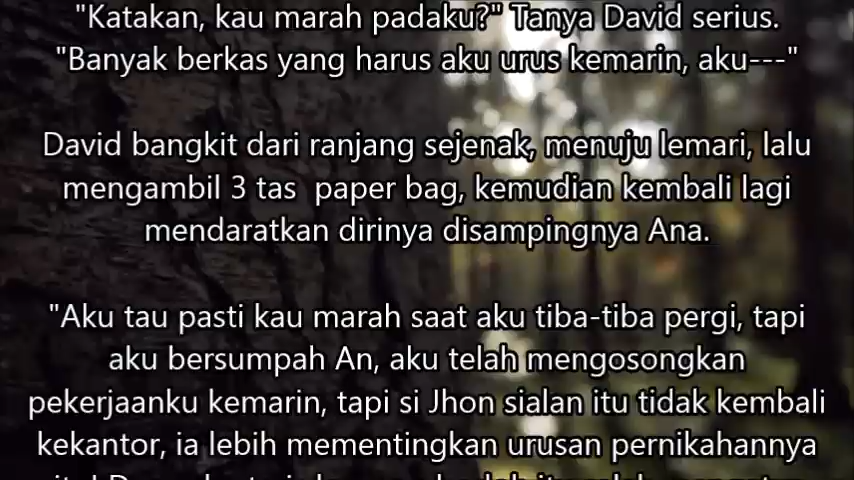 "Katakan, kau marah padaku?" Tanya David serius.
"Banyak berkas yang harus aku urus kemarin, aku---"
David bangkit dari ranjang sejenak, menuju lemari, lalu
mengambil 3 tas  paper bag, kemudian kembali lagi
mendaratkan dirinya disampingnya Ana.
"Aku tau pasti kau marah saat aku tiba-tiba pergi, tapi
aku bersumpah An, aku telah mengosongkan
pekerjaanku kemarin, tapi si Jhon sialan itu tidak kembali
kekantor, ia lebih mementingkan urusan pernikahannya